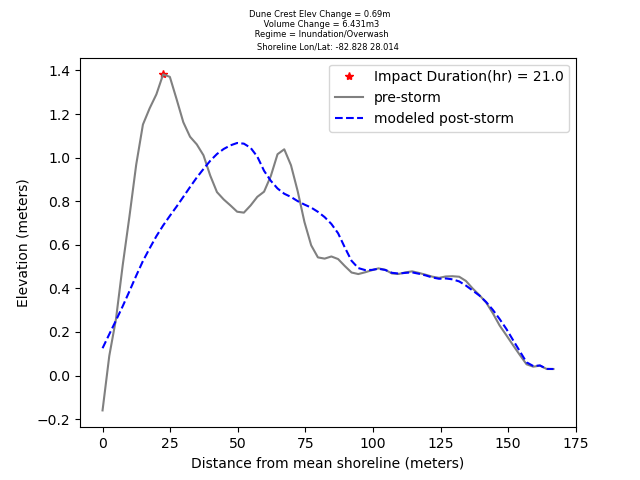 Dune Crest Elev Change = 0.69m
Volume Change = 6.431m3
Regime = Inundation/Overwash
Shoreline Lon/Lat: -82.828 28.014
Impact Duration(hr) = 21.0
pre-storm
modeled post-storm
Elevation (meters)
1.4
1.2
1.0
0.8
0.6
0.4
0.2
0.0
−0.2
0 25 50 75 100 125 150 175
Distance from mean shoreline (meters)